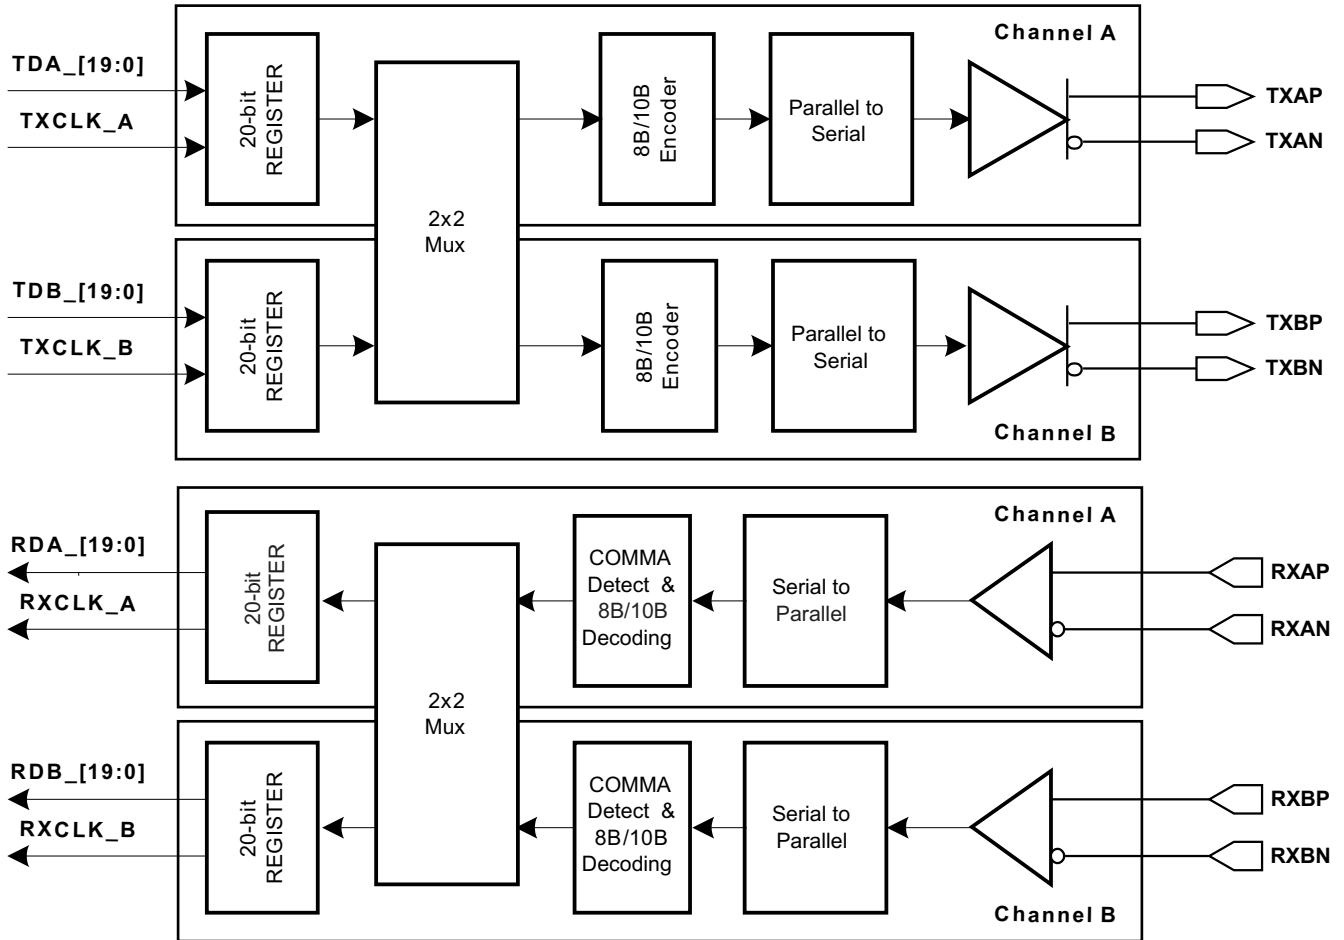 Channel A
TDA_[19:0]
TXCLK_A
20-bit
REGISTER
2x2
Mux
8B/10B
Encoder
Parallel to
Serial
TXAP
TXAN
TDB_[19:0]
TXCLK_B
20-bit
REGISTER
8B/10B
Encoder
Parallel to
Serial
TXBP
TXBN
Channel B
Channel A
RDA_[19:0]
RXCLK_A
20-bit
REGISTER
2x2
Mux
COMMA
Detect &
8B/10B
Decoding
Serial to
Parallel
RXAP
RXAN
RDB_[19:0]
RXCLK_B
20-bit
REGISTER
COMMA
Detect &
8B/10B
Decoding
Serial to
Parallel
RXBP
RXBN
Channel B